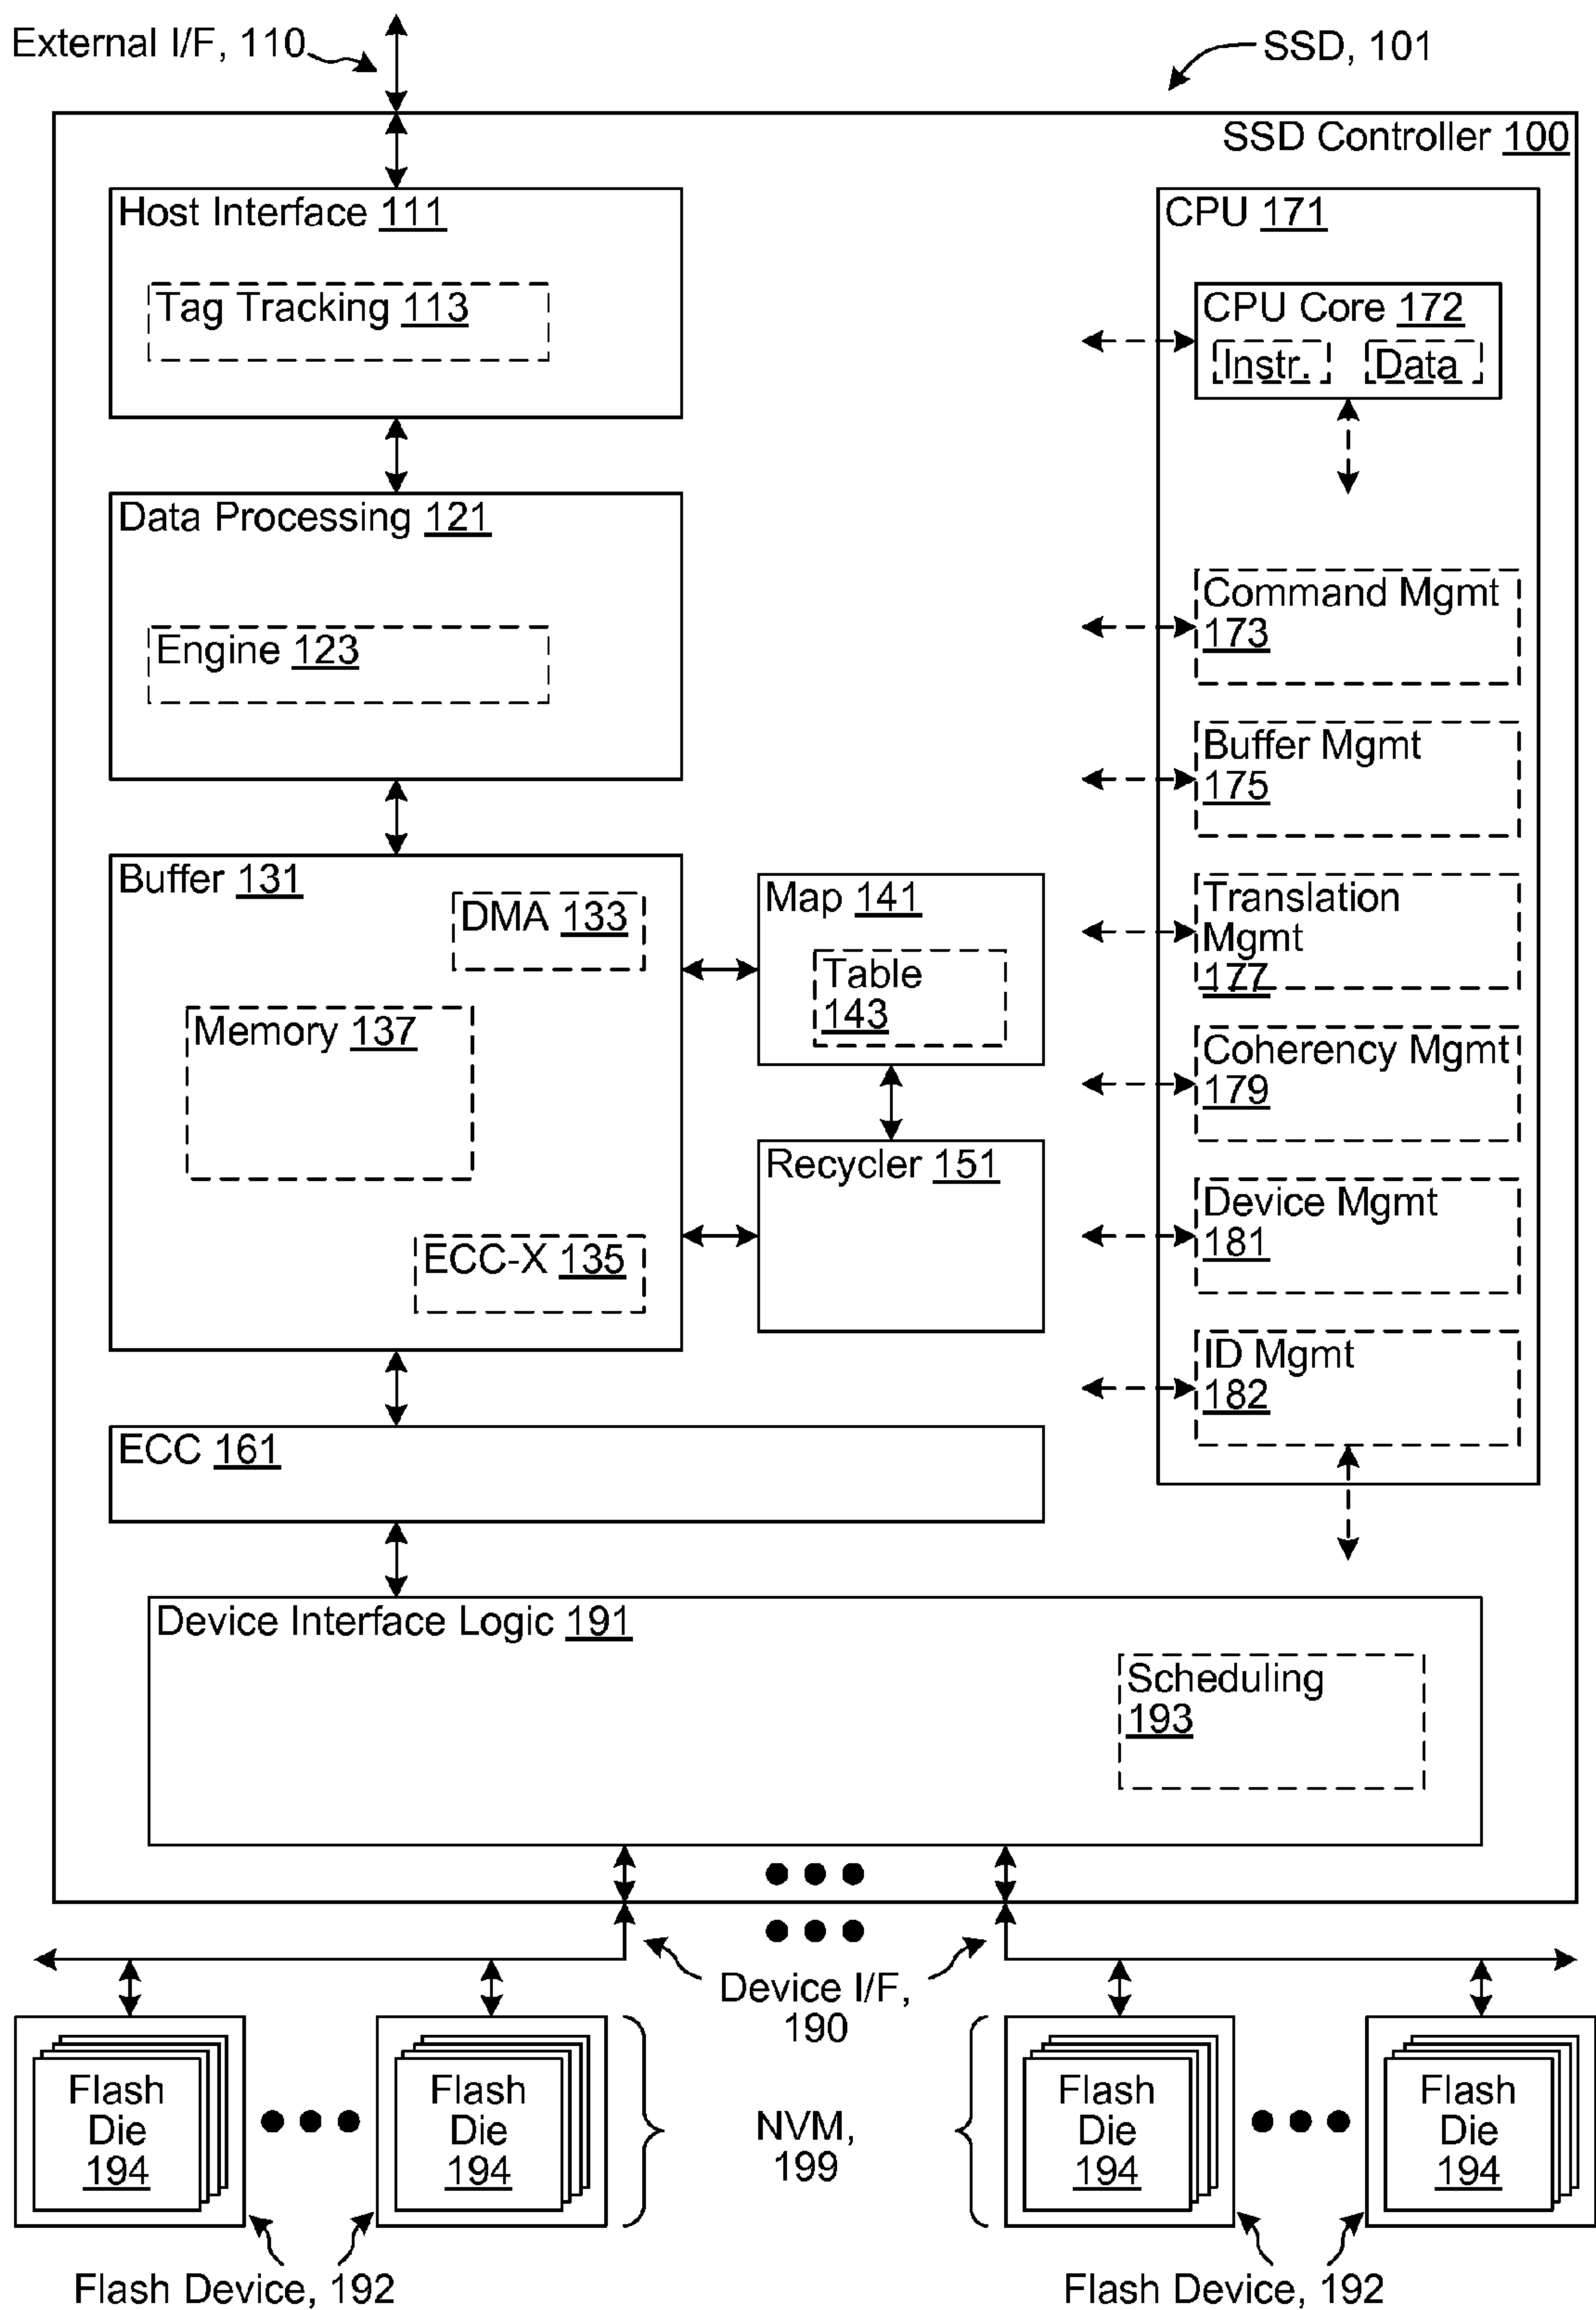 External I/F, 110
SSD, 101
SSD Controller 100
Host Interface 111
Tag Tracking 113
CPU 171
CPU Core 172
Instr.
Data
Data Processing 121
Engine 123
Command Mgmt
173
Buffer Mgmt
175
Translation
Mgmt
177
Coherency Mgmt
179
Device Mgmt
181
ID Mgmt
182
Buffer 131
DMA 133
Memory 137
ECC-X 135
Map 141
Table
143
Recycler 151
ECC 161
Device Interface Logic 191
Scheduling
193
Device I/F,
190
Flash
Die
194
Flash
Die
194
NVM,
199
Flash
Die
194
Flash
Die
194
Flash Device, 192
Flash Device, 192